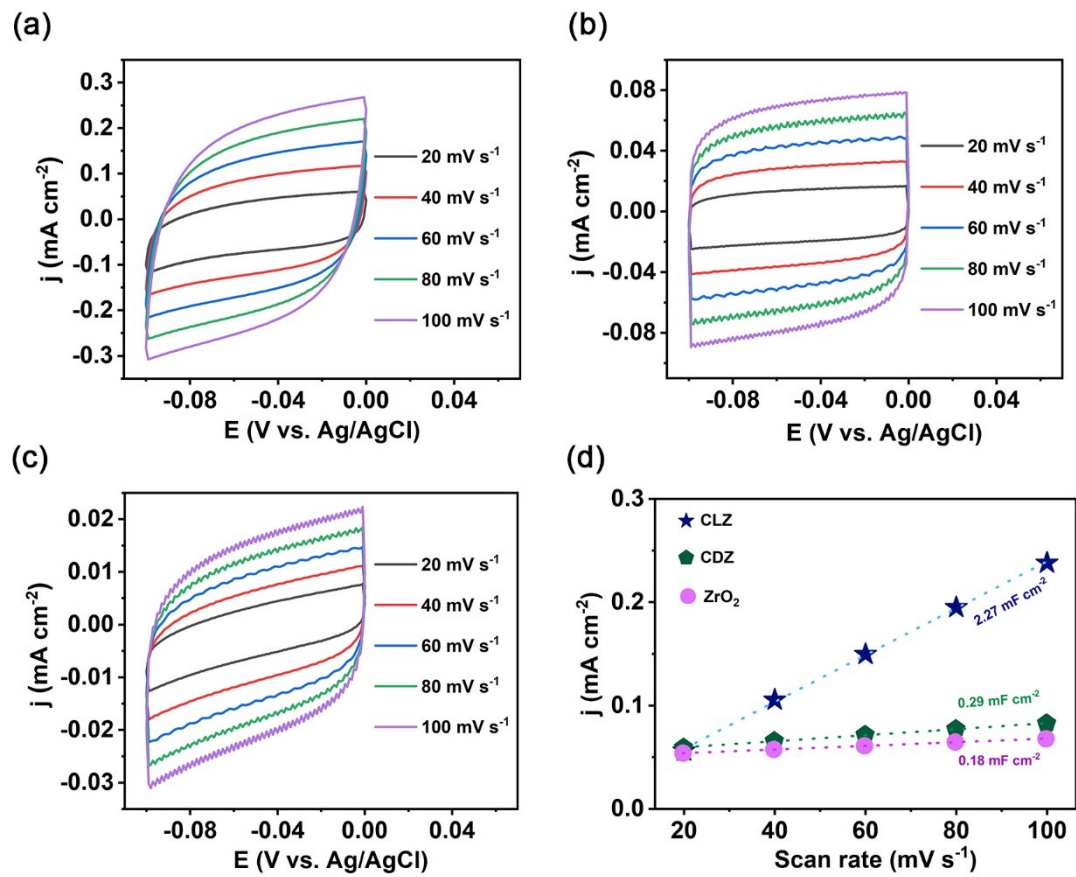 (a)
0.3
0.2
0.1
0.0
-0.1
-0.2
-0.3
j (mA cm⁻²)
-0.08
-0.04
0.00
0.04
E (V vs. Ag/AgCl)
20 mV s⁻¹
40 mV s⁻¹
60 mV s⁻¹
80 mV s⁻¹
100 mV s⁻¹
(b)
0.08
0.04
0.00
-0.04
-0.08
j (mA cm⁻²)
-0.08
-0.04
0.00
0.04
E (V vs. Ag/AgCl)
20 mV s⁻¹
40 mV s⁻¹
60 mV s⁻¹
80 mV s⁻¹
100 mV s⁻¹
(c)
0.02
0.01
0.00
-0.01
-0.02
-0.03
j (mA cm⁻²)
-0.08
-0.04
0.00
0.04
E (V vs. Ag/AgCl)
20 mV s⁻¹
40 mV s⁻¹
60 mV s⁻¹
80 mV s⁻¹
100 mV s⁻¹
(d)
0.3
0.2
0.1
0.0
j (mA cm⁻²)
20
40
60
80
100
Scan rate (mV s⁻¹)
CLZ
CDZ
ZrO₂
2.27 mF cm⁻²
0.29 mF cm⁻²
0.18 mF cm⁻²